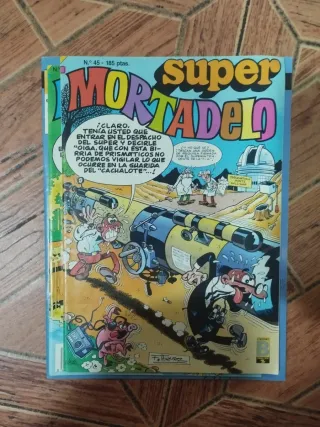 Nº 45 - 165 ptas.
super
MORTADELO
¡CLARO,
TENÍA USTED QUE
ENTRAR EN EL DESPACHO
DEL SUPER Y DECIRLE
"OIGA, QUE CON ESTA BI-
RRIA DE PRISMÁTICOS NO
PODEMOS VIGILAR LO QUE
OCURRE EN LA GUARIDA
DEL "CACHALOTE"...!